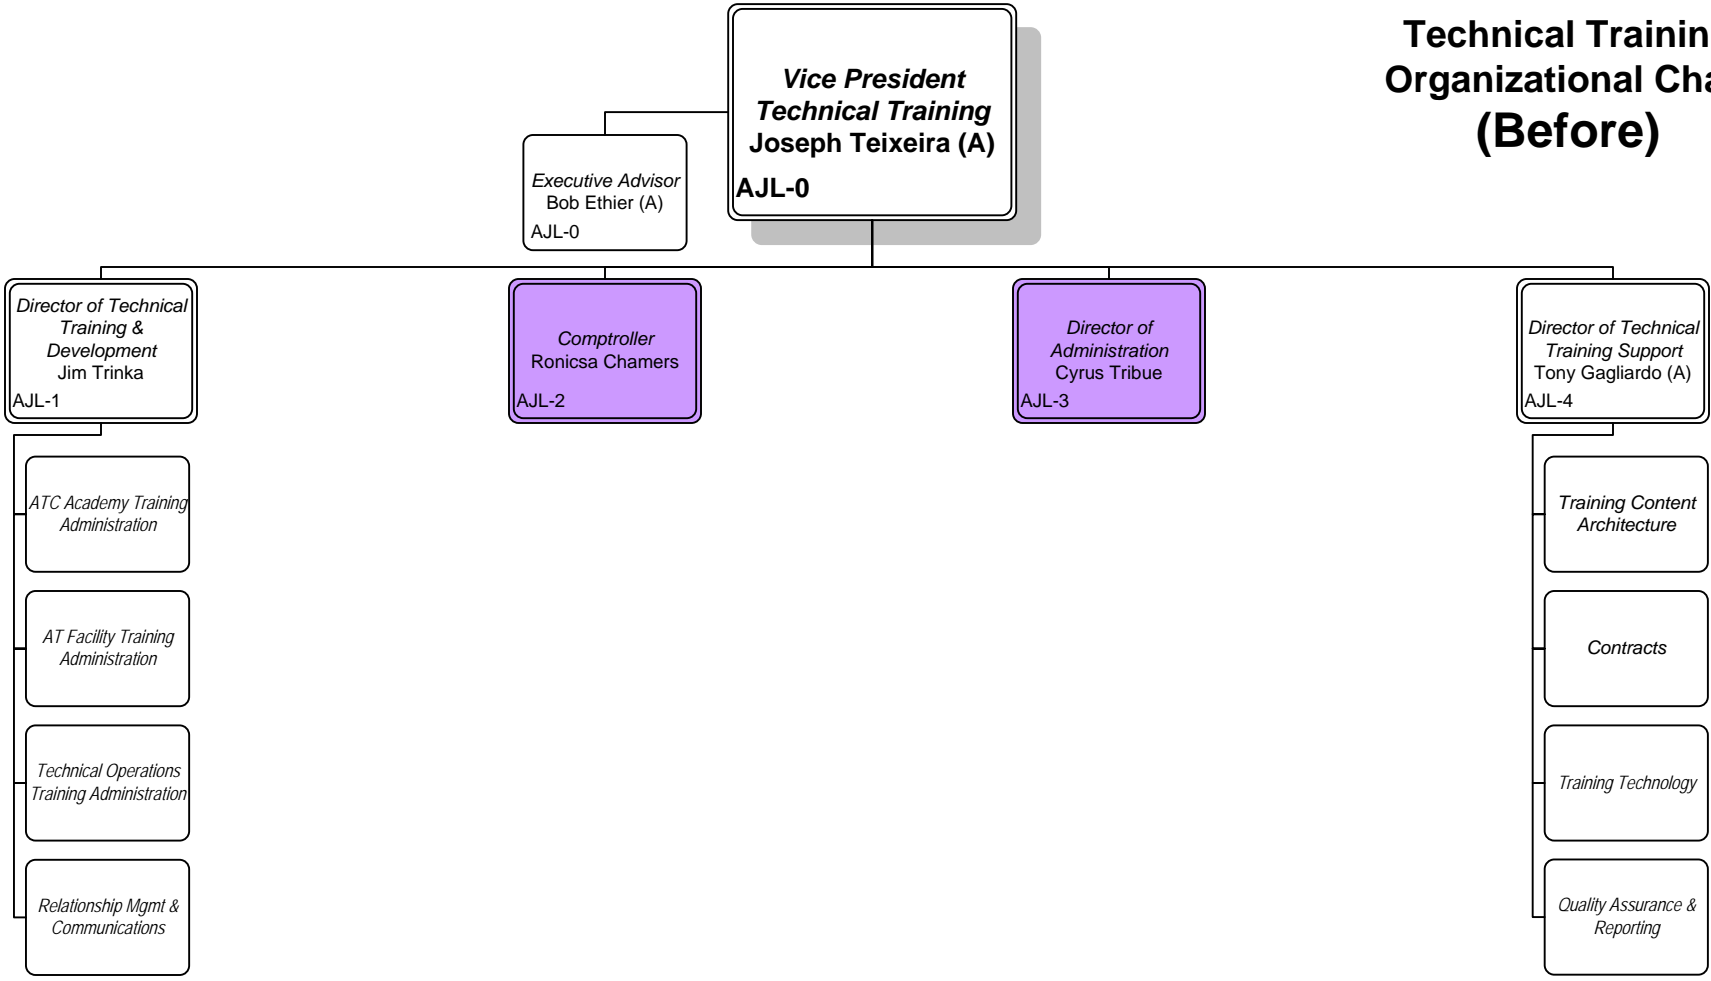 Technical Trainin
Organizational Cha
(Before)
Vice President
Technical Training
Joseph Teixeira (A)
AJL-0
Executive Advisor
Bob Ethier (A)
AJL-0
Director of Technical
Training &
Development
Jim Trinka
AJL-1
Comptroller
Ronicsa Chamers
AJL-2
Director of
Administration
Cyrus Tribue
AJL-3
Director of Technical
Training Support
Tony Gagliardo (A)
AJL-4
ATC Academy Training
Administration
AT Facility Training
Administration
Technical Operations
Training Administration
Relationship Mgmt &
Communications
Training Content
Architecture
Contracts
Training Technology
Quality Assurance &
Reporting